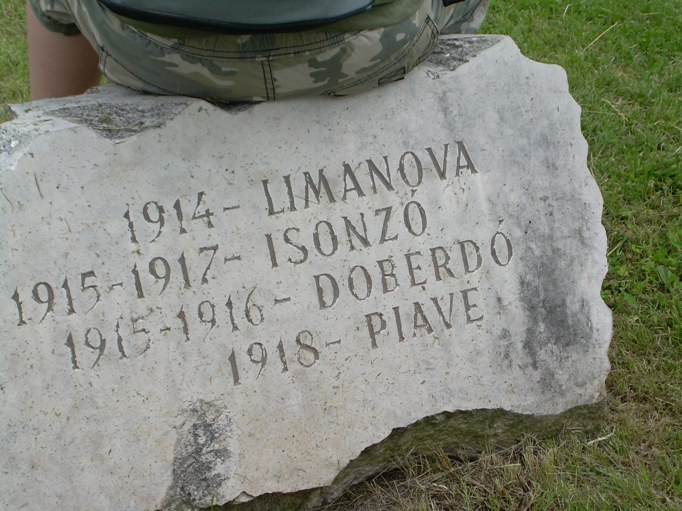 1914 - LIMANOVA
1915 - 1917 - ISONZÓ
1915 - 1916 - DOBERDÓ
1918 - PIAVE